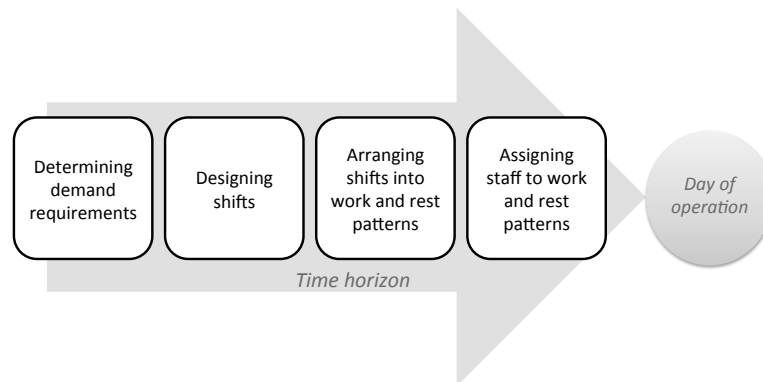 Determining
demand
requirements
Designing
shifts
Arranging
shifts into
work and rest
patterns
Assigning
staff to work
and rest
patterns
Day of
operation
Time horizon